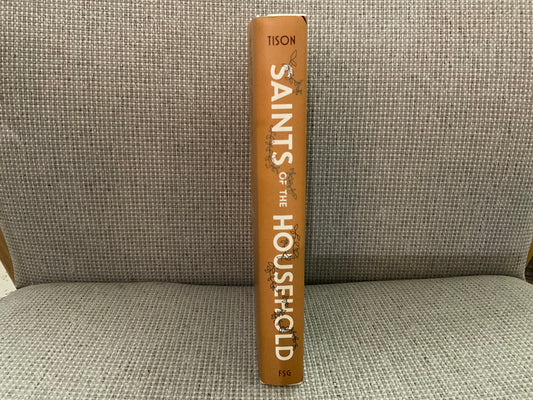 TISON
SAINTS OF THE HOUSEHOLD
FSG